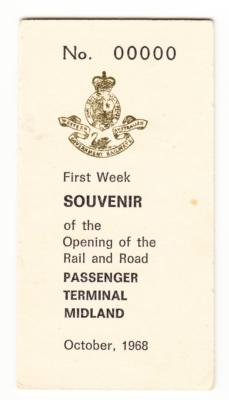 No. 00000
WESTERN AUSTRALIAN
GOVERNMENT RAILWAYS
First Week
SOUVENIR
of the
Opening of the
Rail and Road
PASSENGER
TERMINAL
MIDLAND
October, 1968